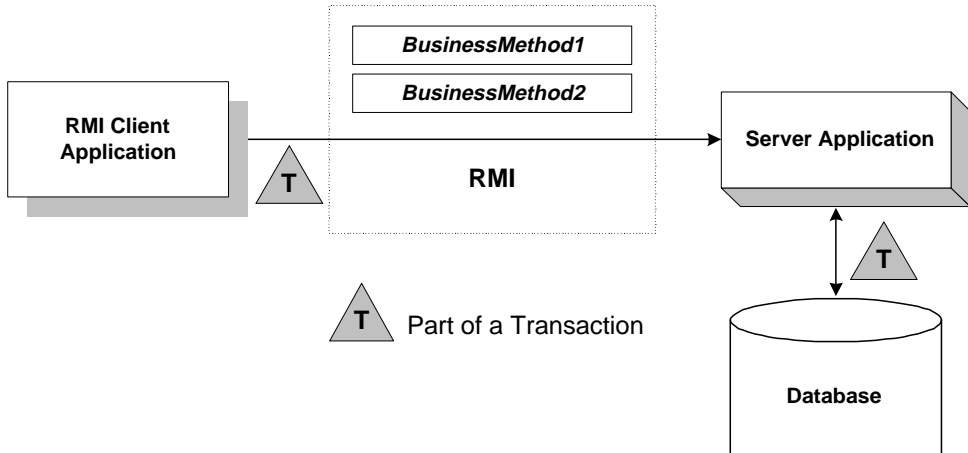 BusinessMethod1
BusinessMethod2
RMI Client
Application
Server Application
T
RMI
T
T
Part of a Transaction
Database